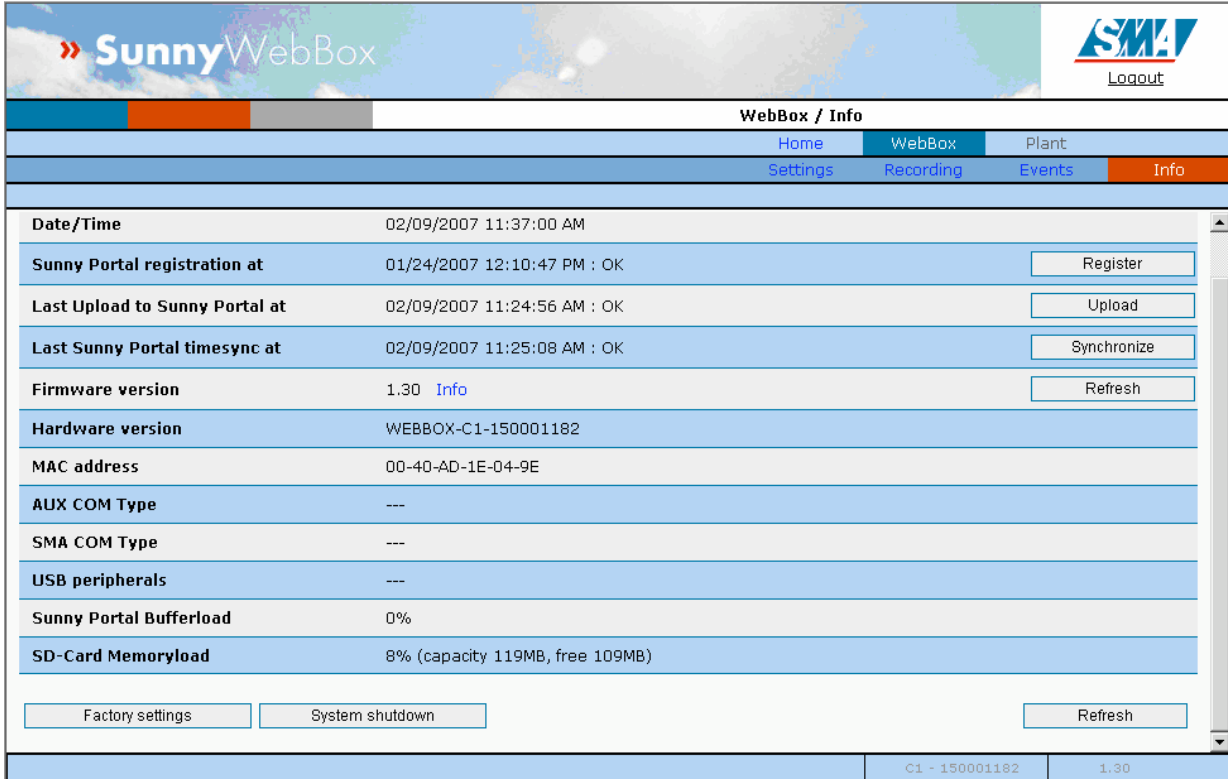 » SunnyWebBox
SMA
Logout
WebBox / Info
Home WebBox Plant
Settings Recording Events Info
Date/Time 02/09/2007 11:37:00 AM
Sunny Portal registration at 01/24/2007 12:10:47 PM : OK Register
Last Upload to Sunny Portal at 02/09/2007 11:24:56 AM : OK Upload
Last Sunny Portal timesync at 02/09/2007 11:25:08 AM : OK Synchronize
Firmware version 1.30 Info Refresh
Hardware version WEBBOX-C1-150001182
MAC address 00-40-AD-1E-04-9E
AUX COM Type ---
SMA COM Type ---
USB peripherals ---
Sunny Portal Bufferload 0%
SD-Card Memoryload 8% (capacity 119MB, free 109MB)
Factory settings System shutdown Refresh
C1 - 150001182 1.30